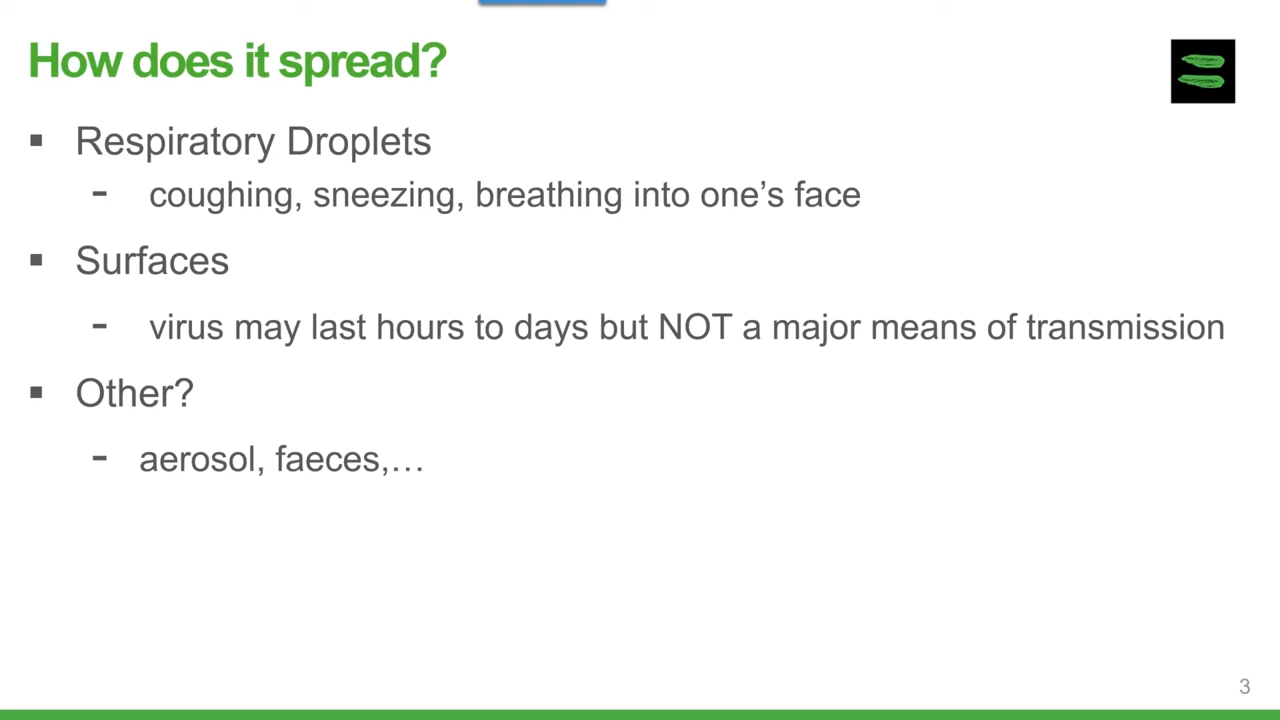 How does it spread?
▪ Respiratory Droplets
- coughing, sneezing, breathing into one’s face
▪ Surfaces
- virus may last hours to days but NOT a major means of transmission
▪ Other?
- aerosol, faeces,…
3